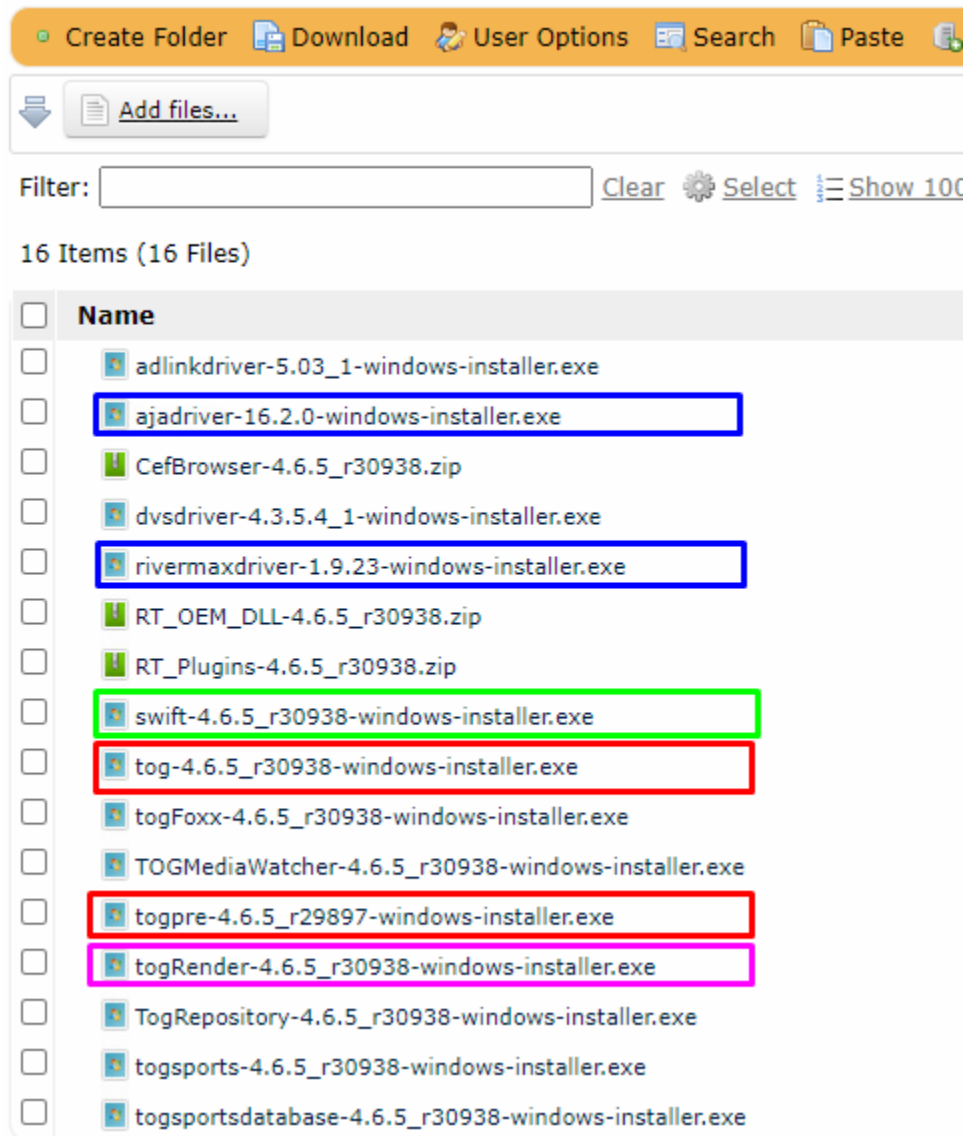 Create Folder Download User Options Search Paste
Add files...
Filter: Clear Select Show 100
16 Items (16 Files)
Name
adlinkdriver-5.03_1-windows-installer.exe
ajadriver-16.2.0-windows-installer.exe
CefBrowser-4.6.5_r30938.zip
dvsdriver-4.3.5.4_1-windows-installer.exe
rivermaxdriver-1.9.23-windows-installer.exe
RT_OEM_DLL-4.6.5_r30938.zip
RT_Plugins-4.6.5_r30938.zip
swift-4.6.5_r30938-windows-installer.exe
tog-4.6.5_r30938-windows-installer.exe
togFoxx-4.6.5_r30938-windows-installer.exe
TOGMediaWatcher-4.6.5_r30938-windows-installer.exe
togpre-4.6.5_r29897-windows-installer.exe
togRender-4.6.5_r30938-windows-installer.exe
TogRepository-4.6.5_r30938-windows-installer.exe
togsports-4.6.5_r30938-windows-installer.exe
togsportsdatabase-4.6.5_r30938-windows-installer.exe